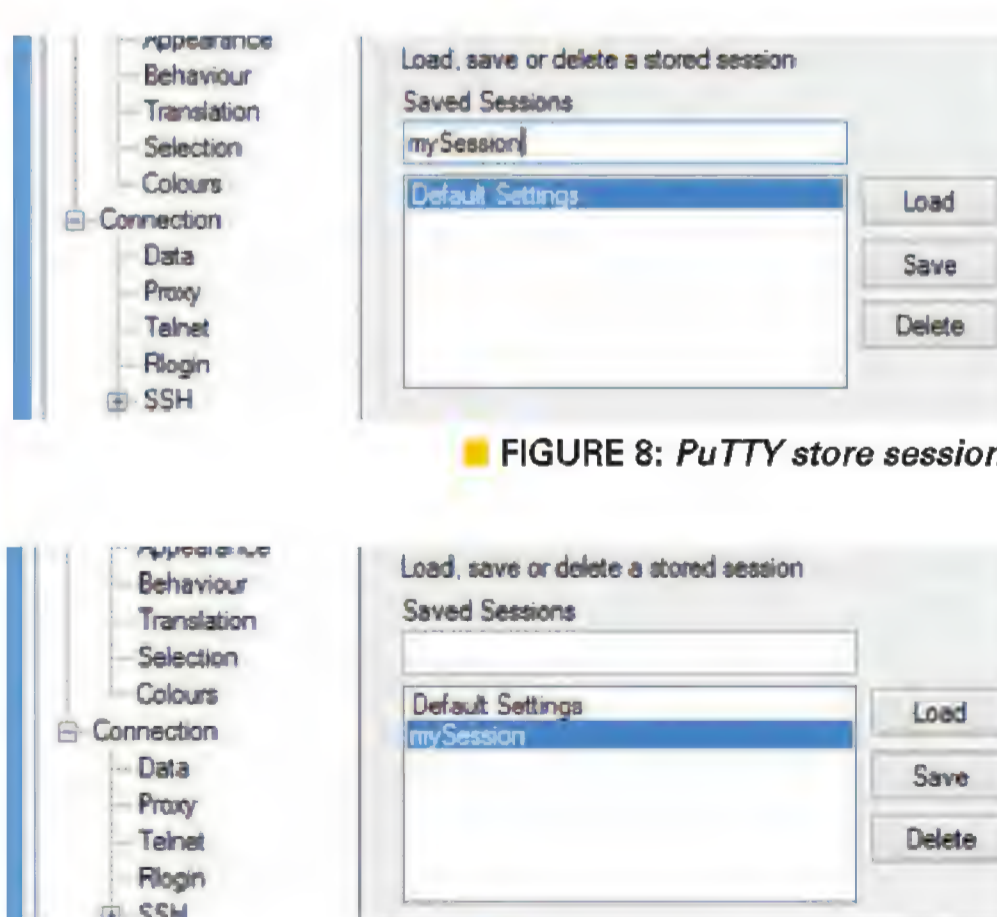 Appearance
Behaviour
Translation
Selection
Colours
Connection
Data
Proxy
Telnet
Rlogin
SSH
Load, save or delete a stored session
Saved Sessions
mySession
Default Settings
Load
Save
Delete
FIGURE 8: PuTTY store session
Appearance
Behaviour
Translation
Selection
Colours
Connection
Data
Proxy
Telnet
Rlogin
SSH
Load, save or delete a stored session
Saved Sessions
Default Settings
mySession
Load
Save
Delete